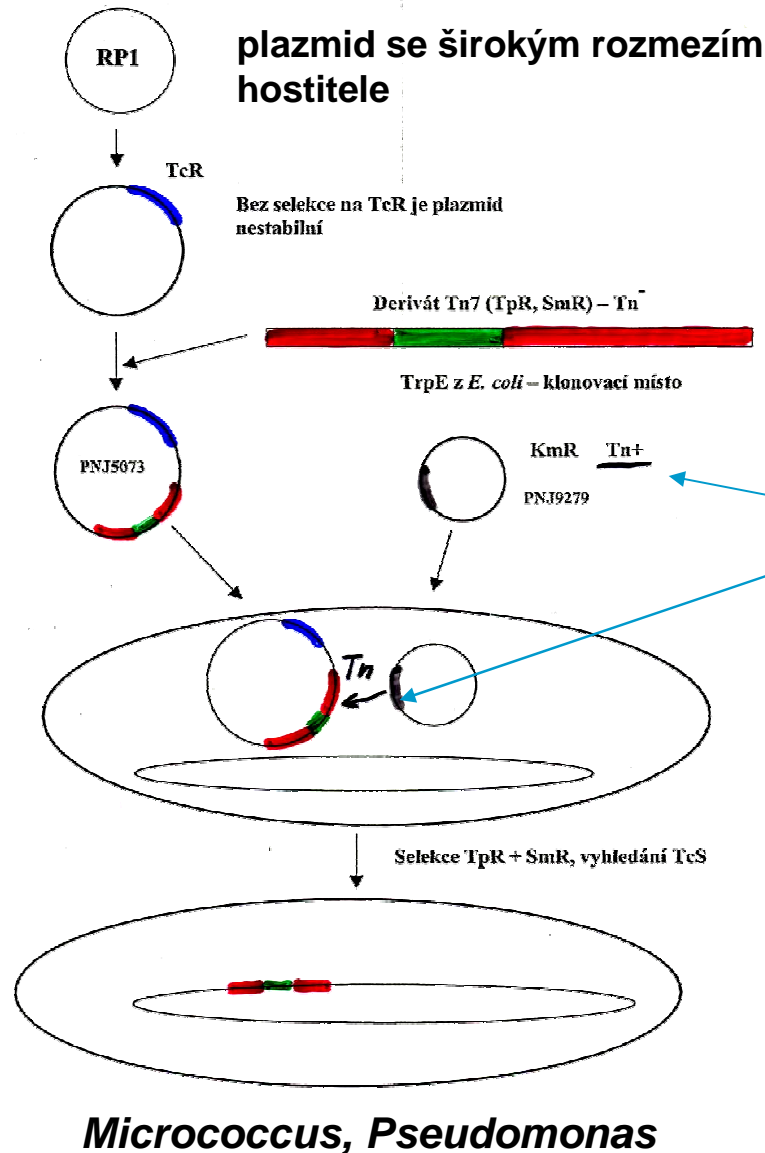 RP1
plazmid se širokým rozmezím
hostitele
TcR
Bez selekce na TcR je plazmid
nestabilní
Derivát Tn7 (TpR, SmR) – Tn⁻
TrpE z E. coli – klonovací místo
PNJ5073
KmR Tn+
PNJ9279
Tn
Selekce TpR + SmR, vyhledání TcS
Micrococcus, Pseudomonas